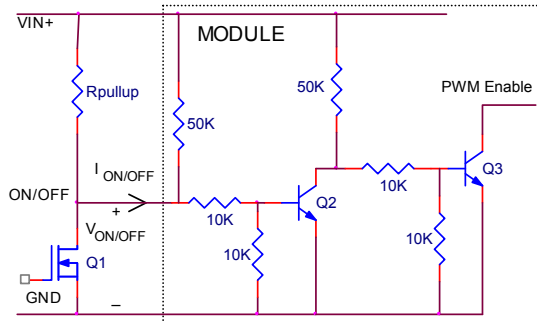 VIN+
MODULE
Rpullup
50K
50K
PWM Enable
I ON/OFF
ON/OFF
+
V ON/OFF
10K
Q2
10K
Q3
10K
10K
Q1
GND
–